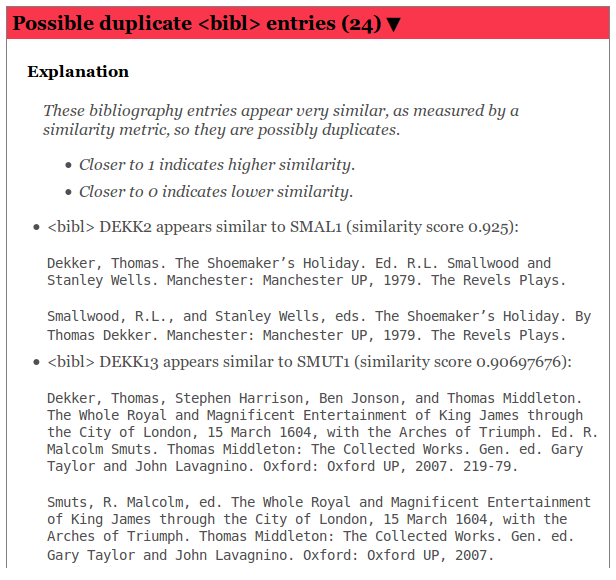 Possible duplicate <bibl> entries (24) ▼
Explanation
These bibliography entries appear very similar, as measured by a
similarity metric, so they are possibly duplicates.
• Closer to 1 indicates higher similarity.
• Closer to 0 indicates lower similarity.
• <bibl> DEKK2 appears similar to SMAL1 (similarity score 0.925):
Dekker, Thomas. The Shoemaker’s Holiday. Ed. R.L. Smallwood and
Stanley Wells. Manchester: Manchester UP, 1979. The Revels Plays.
Smallwood, R.L., and Stanley Wells, eds. The Shoemaker’s Holiday. By
Thomas Dekker. Manchester: Manchester UP, 1979. The Revels Plays.
• <bibl> DEKK13 appears similar to SMUT1 (similarity score 0.90697676):
Dekker, Thomas, Stephen Harrison, Ben Jonson, and Thomas Middleton.
The Whole Royal and Magnificent Entertainment of King James through
the City of London, 15 March 1604, with the Arches of Triumph. Ed. R.
Malcolm Smuts. Thomas Middleton: The Collected Works. Gen. ed. Gary
Taylor and John Lavagnino. Oxford: Oxford UP, 2007. 219-79.
Smuts, R. Malcolm, ed. The Whole Royal and Magnificent Entertainment
of King James through the City of London, 15 March 1604, with the
Arches of Triumph. Thomas Middleton: The Collected Works. Gen. ed.
Gary Taylor and John Lavagnino. Oxford: Oxford UP, 2007.